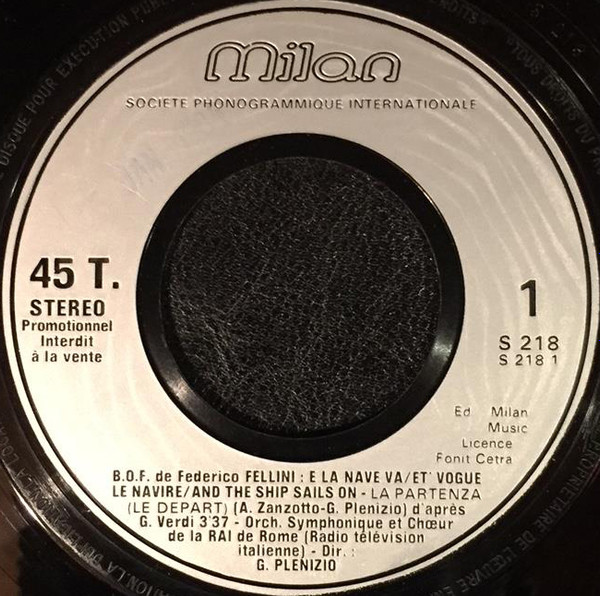 Milan
SOCIETE PHONOGRAMMIQUE INTERNATIONALE
45 T.
STEREO
Promotionnel
Interdit
à la vente
1
S 218
S 218 1
Ed Milan
Music
Licence
Fonit Cetra
B.O.F. de Federico FELLINI : E LA NAVE VA/ET' VOGUE
LE NAVIRE/AND THE SHIP SAILS ON - LA PARTENZA
(LE DEPART) (A. Zanzotto-G. Plenizio) d'après
G. Verdi 3'37 - Orch. Symphonique et Chœur
de la RAI de Rome (Radio télévision
italienne) - Dir. :
G. PLENIZIO
DISQUE POUR EXECUTION